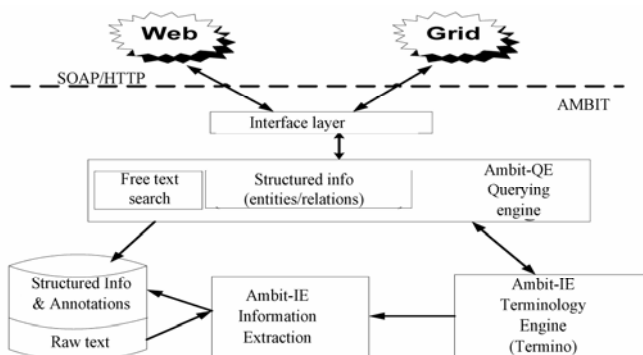 Web
Grid
SOAP/HTTP
AMBIT
Interface layer
Free text
search
Structured info
(entities/relations)
Ambit-QE
Querying
engine
Structured Info
& Annotations
Raw text
Ambit-IE
Information
Extraction
Ambit-IE
Terminology
Engine
(Termino)